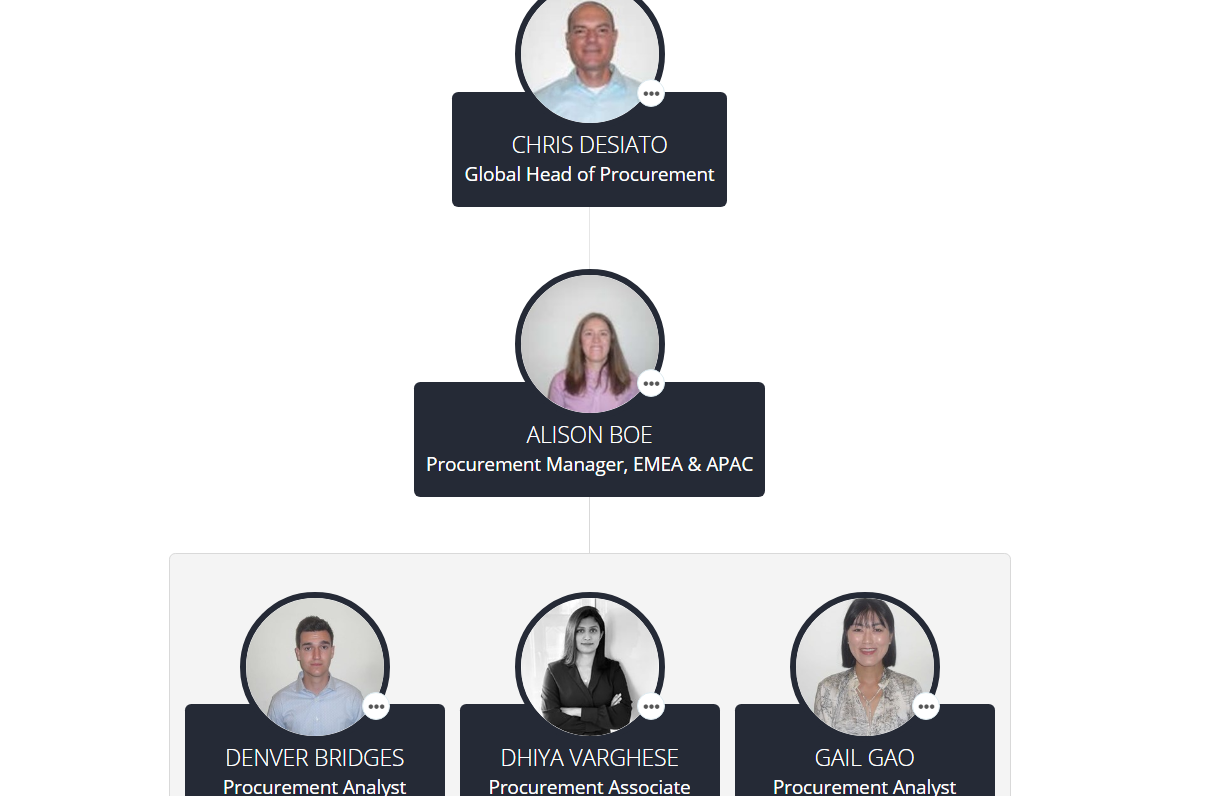 CHRIS DESIATO
Global Head of Procurement
ALISON BOE
Procurement Manager, EMEA & APAC
DENVER BRIDGES
Procurement Analyst
DHIYA VARGHESE
Procurement Associate
GAIL GAO
Procurement Analyst